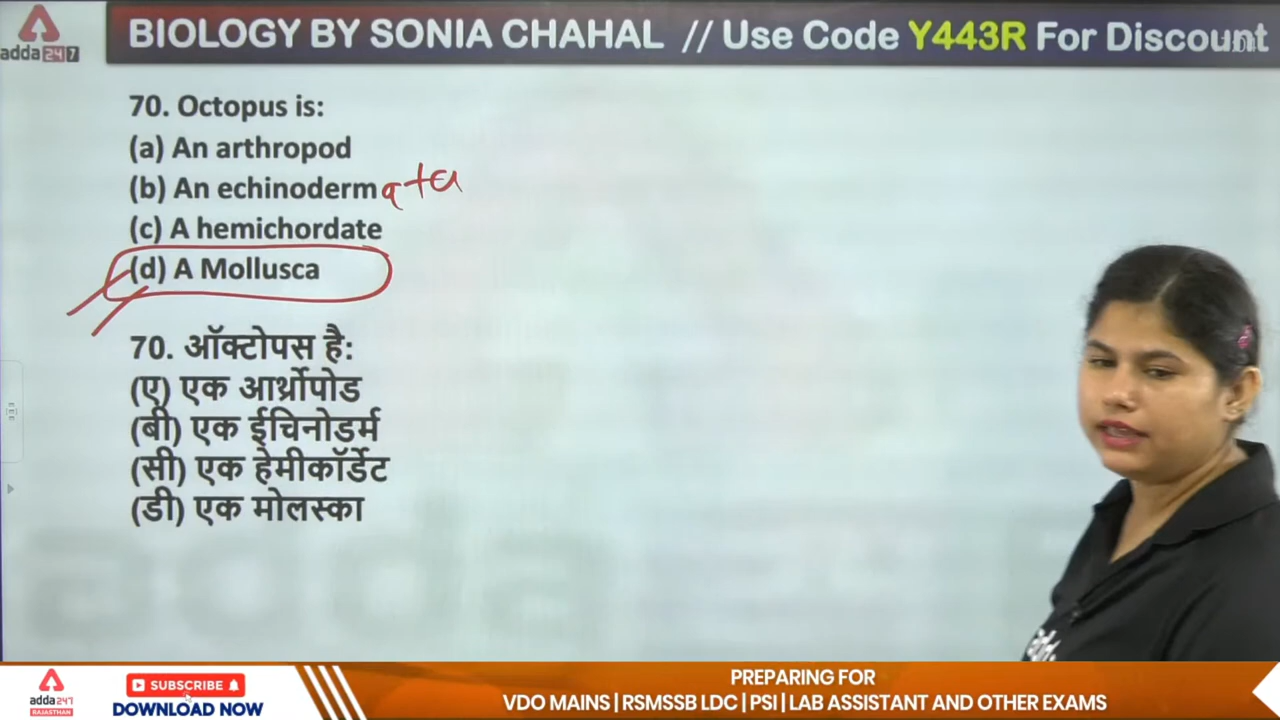 adda247
BIOLOGY BY SONIA CHAHAL // Use Code Y443R For Discount
70. Octopus is:
(a) An arthropod
(b) An echinoderm ata
(c) A hemichordate
(d) A Mollusca
70. ऑक्टोपस है:
(ए) एक आर्थ्रोपोड
(बी) एक ईचिनोडर्म
(सी) एक हेमीकॉर्डेट
(डी) एक मोलस्का
adda247
RAJASTHAN
SUBSCRIBE
DOWNLOAD NOW
PREPARING FOR
VDO MAINS | RSMSSB LDC | PSI | LAB ASSISTANT AND OTHER EXAMS